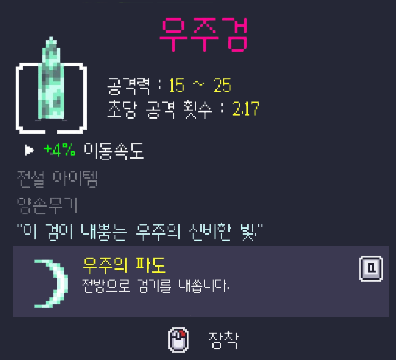 우주검
공격력 : 15 ~ 25
초당 공격 횟수 : 2.17
▶ +4% 이동속도
전설 아이템
양손무기
"이 검이 내뿜는 우주의 신비한 빛."
우주의 파도
전방으로 검기를 내쏩니다.
장착